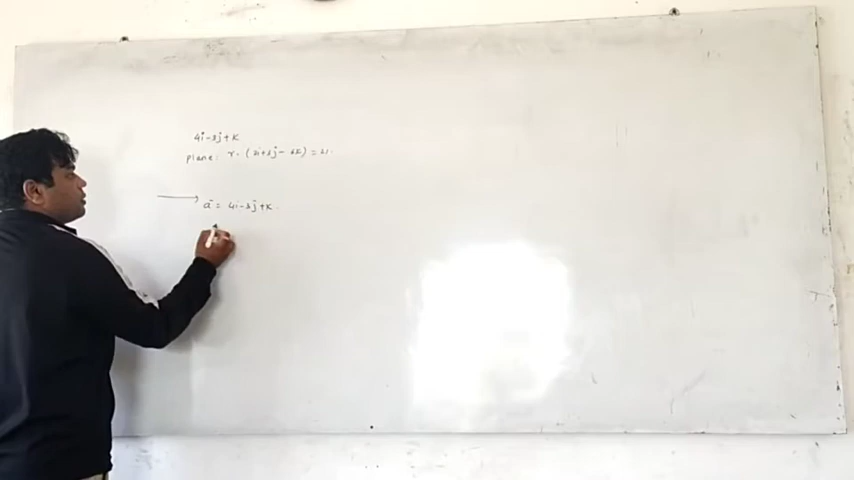 4i-3j+k
plane: r. (2i+3j-6k) = 21.
ā = 4i-3j+k.